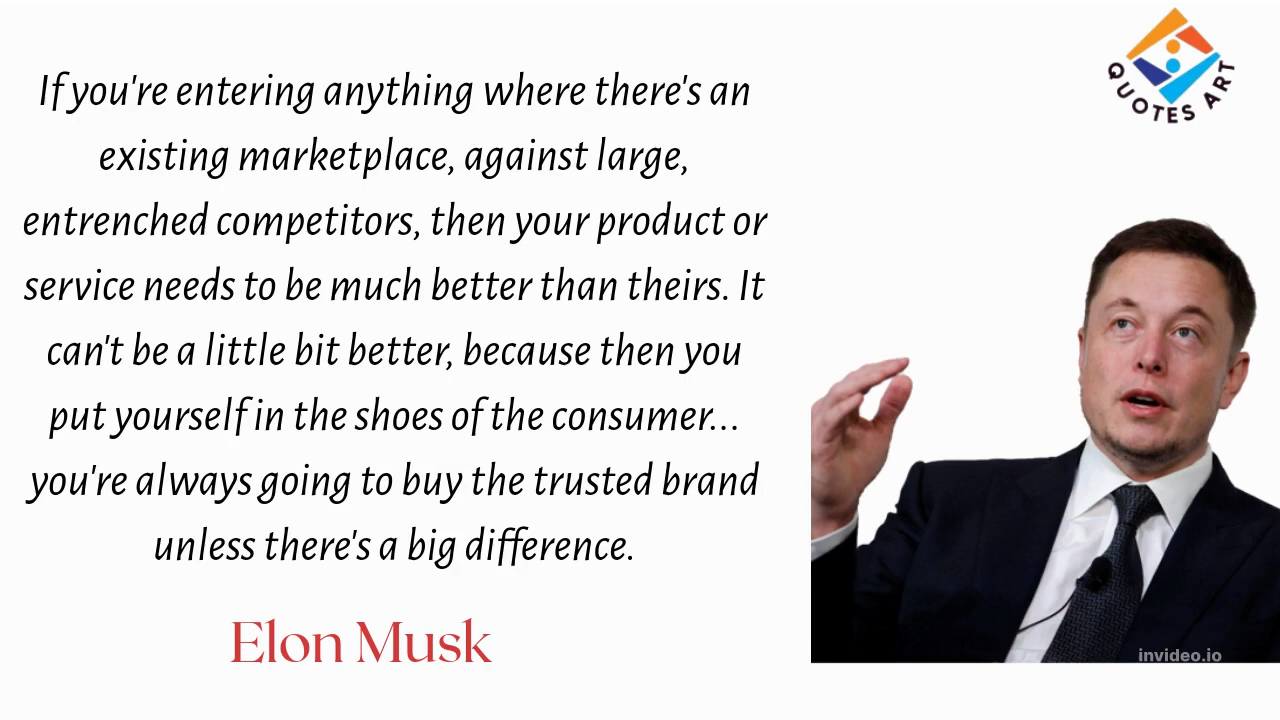 If you're entering anything where there's an
existing marketplace, against large,
entrenched competitors, then your product or
service needs to be much better than theirs. It
can't be a little bit better, because then you
put yourself in the shoes of the consumer...
you're always going to buy the trusted brand
unless there's a big difference.
Elon Musk
QUOTES ART
invideo.io